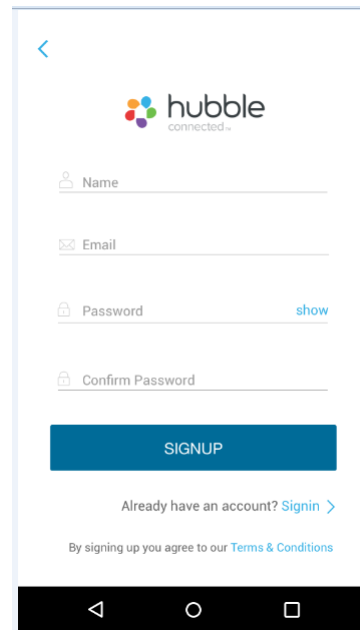 hubble
connected™
Name
Email
Password show
Confirm Password
SIGNUP
Already have an account? Signin >
By signing up you agree to our Terms & Conditions